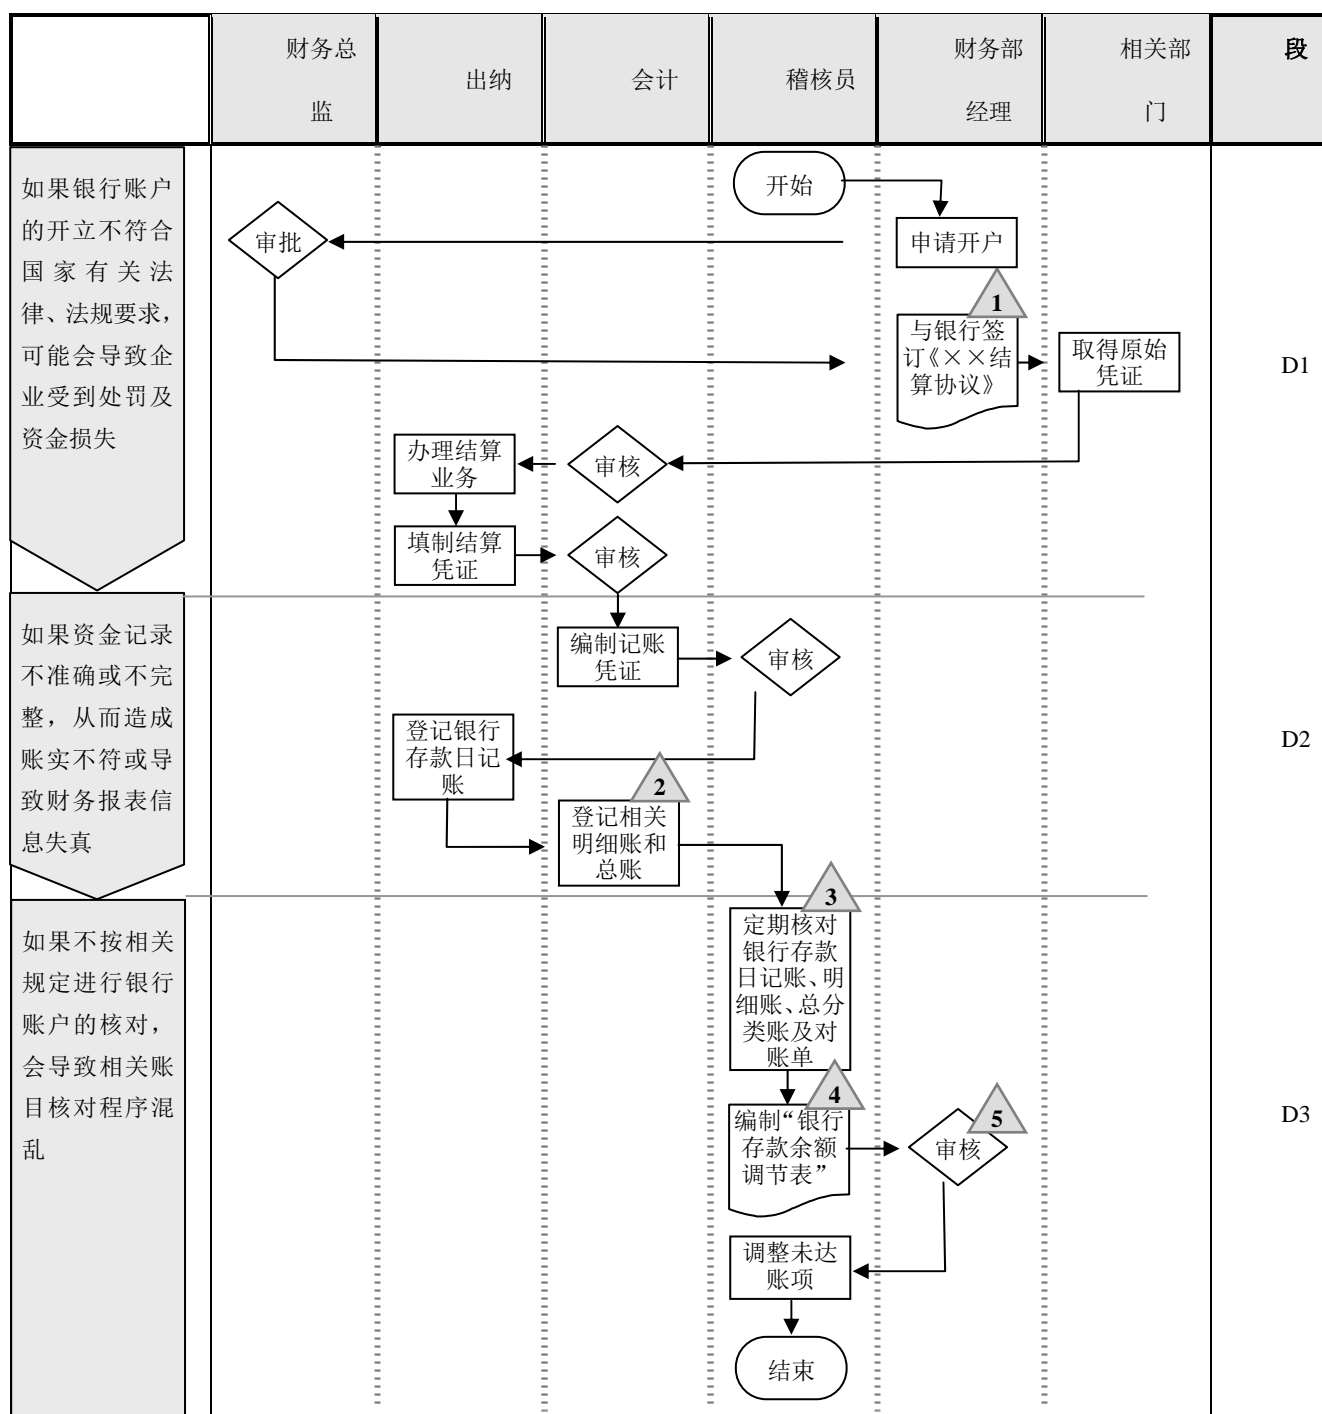 财务总
监
出纳
会计
稽核员
财务部
经理
相关部
门
段
如果银行账户
的开立不符合
国家有关法
律、法规要求，
可能会导致企
业受到处罚及
资金损失
开始
审批
申请开户
1
与银行签
订《××结
算协议》
取得原始
凭证
D1
办理结算
业务
审核
填制结算
凭证
审核
如果资金记录
不准确或不完
整，从而造成
账实不符或导
致财务报表信
息失真
编制记账
凭证
审核
登记银行
存款日记
账
2
登记相关
明细账和
总账
D2
如果不按相关
规定进行银行
账户的核对，
会导致相关账
目核对程序混
乱
3
定期核对
银行存款
日记账、明
细账、总分
类账及对
账单
4
编制“银行
存款余额
调节表”
5
审核
D3
调整未达
账项
结束